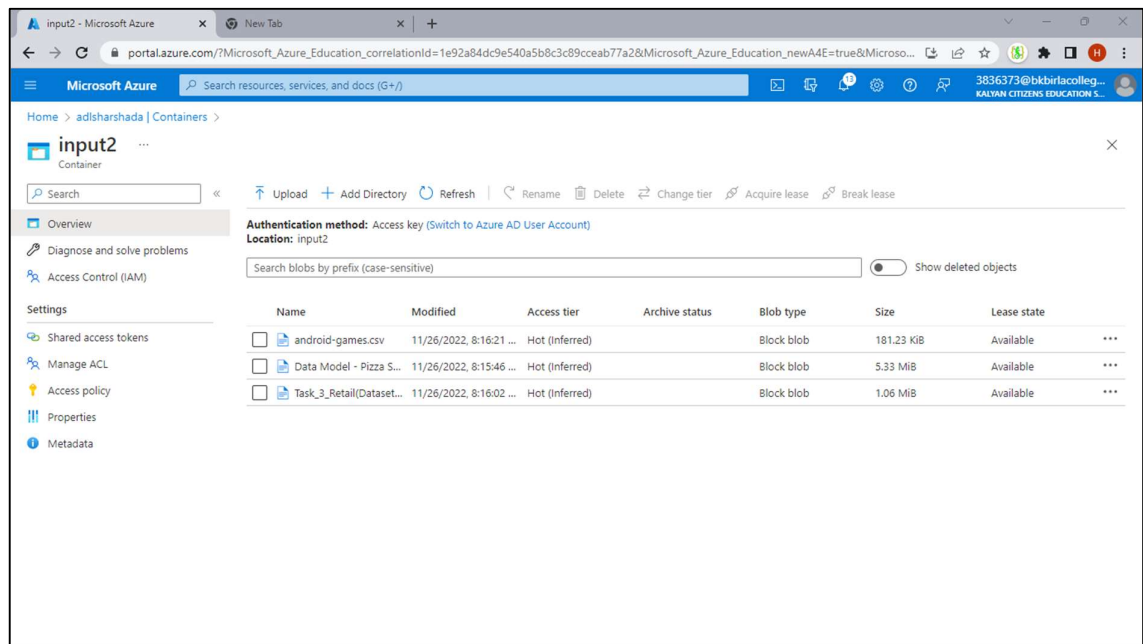 input2 - Microsoft Azure
New Tab
portal.azure.com/?Microsoft_Azure_Education_correlationId=1e92a84dc9e540a5b8c3c89cceab77a2&Microsoft_Azure_Education_newA4E=true&Microso...
H
Microsoft Azure
Search resources, services, and docs (G+/)
13
3836373@bkbirlacolleg...
KALYAN CITIZENS EDUCATION S...
Home > adlsharshada | Containers >
input2 ...
Container
Search
Upload Add Directory Refresh Rename Delete Change tier Acquire lease Break lease
Overview
Diagnose and solve problems
Access Control (IAM)
Settings
Shared access tokens
Manage ACL
Access policy
Properties
Metadata
Authentication method: Access key (Switch to Azure AD User Account)
Location: input2
Search blobs by prefix (case-sensitive)
Show deleted objects
Name Modified Access tier Archive status Blob type Size Lease state
android-games.csv 11/26/2022, 8:16:21 ... Hot (Inferred) Block blob 181.23 KiB Available ...
Data Model - Pizza S... 11/26/2022, 8:15:46 ... Hot (Inferred) Block blob 5.33 MiB Available ...
Task_3_Retail(Dataset... 11/26/2022, 8:16:02 ... Hot (Inferred) Block blob 1.06 MiB Available ...